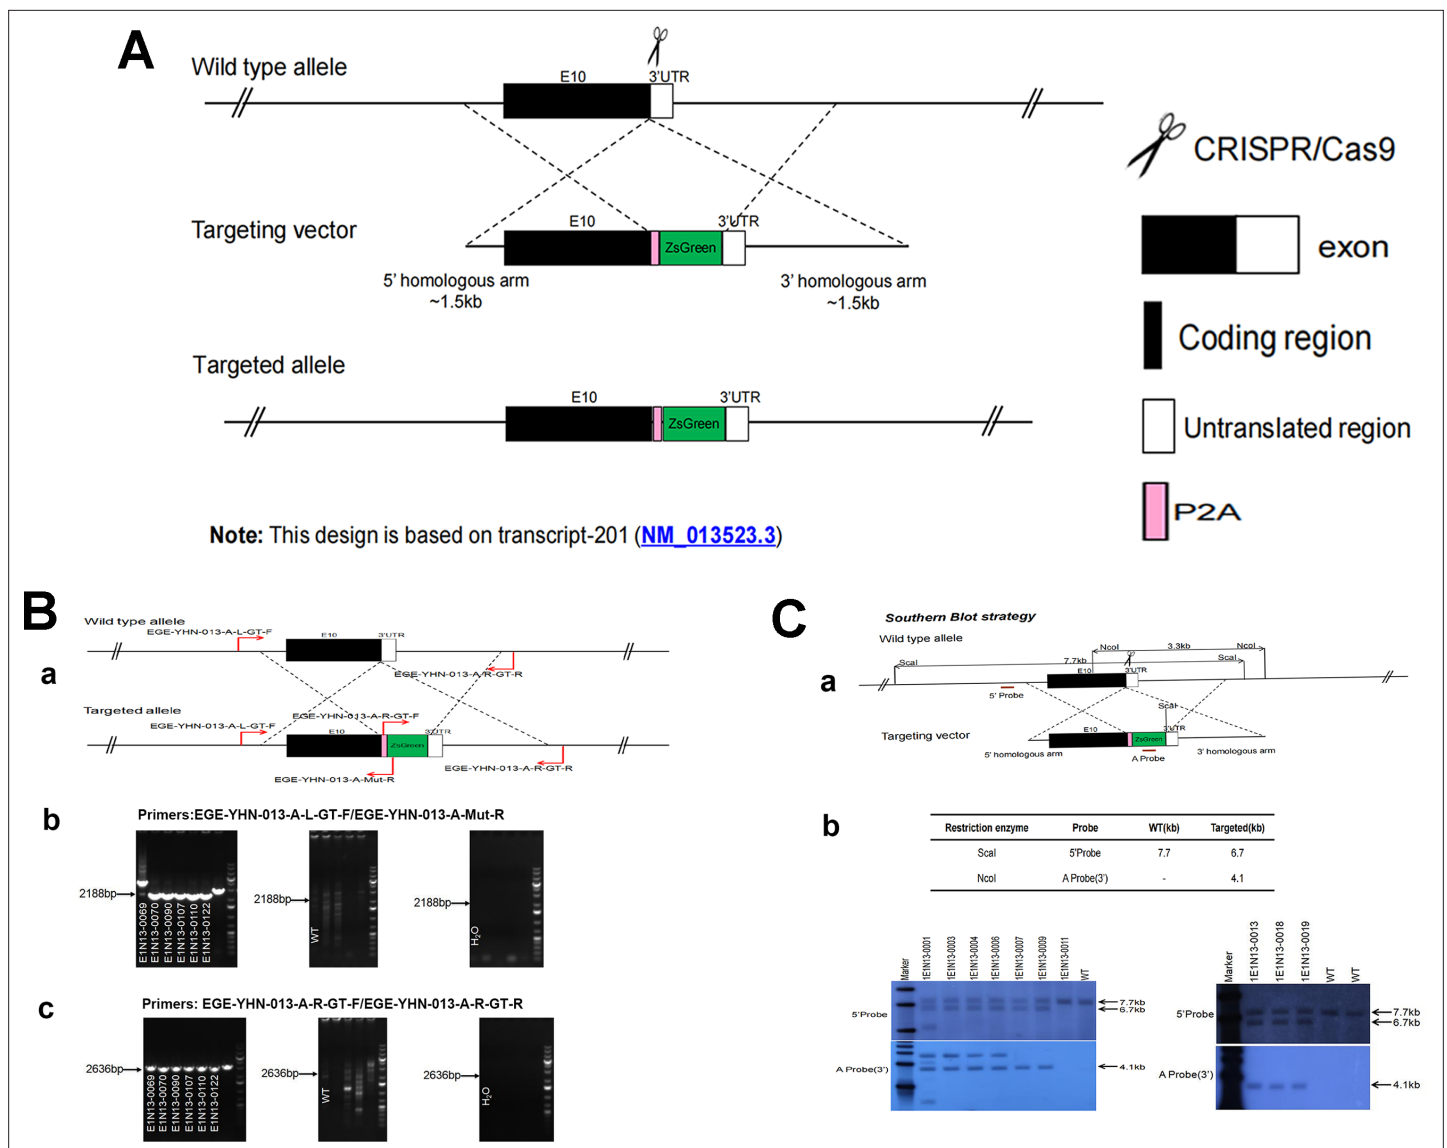 A
Wild type allele
E10
3'UTR
CRISPR/Cas9
Targeting vector
E10
3'UTR
ZsGreen
exon
5' homologous arm
~1.5kb
3' homologous arm
~1.5kb
Coding region
Targeted allele
E10
3'UTR
ZsGreen
Untranslated region
P2A
Note: This design is based on transcript-201 (NM_013523.3)
B
a
Wild type allele
EGE-YHN-013-A-L-GT-F
E10
3'UTR
EGE-YHN-013-A-R-GT-R
Targeted allele
EGE-YHN-013-A-R-GT-F
EGE-YHN-013-A-L-GT-F
3'UTR
ZsGreen
EGE-YHN-013-A-R-GT-R
EGE-YHN-013-A-Mut-R
b
Primers:EGE-YHN-013-A-L-GT-F/EGE-YHN-013-A-Mut-R
2188bp
E1N13-0069
E1N13-0070
E1N13-0090
E1N13-0107
E1N13-0110
E1N13-0122
2188bp
WT
2188bp
H₂O
c
Primers: EGE-YHN-013-A-R-GT-F/EGE-YHN-013-A-R-GT-R
2636bp
E1N13-0069
E1N13-0070
E1N13-0090
E1N13-0107
E1N13-0110
E1N13-0122
2636bp
WT
2636bp
H₂O
C
a
Southern Blot strategy
Wild type allele
NcoI 3.3kb NcoI
ScaI 7.7kb ScaI
E10
3'UTR
5' Probe
ScaI
Targeting vector
E10
3'UTR
ZsGreen
5' homologous arm
A Probe
3' homologous arm
b
Restriction enzyme Probe WT(kb) Targeted(kb)
ScaI 5'Probe 7.7 6.7
NcoI A Probe(3') - 4.1
Marker
1E1N13-0001
1E1N13-0003
1E1N13-0004
1E1N13-0006
1E1N13-0007
1E1N13-0009
1E1N13-0011
WT
5'Probe
7.7kb
6.7kb
A Probe(3')
4.1kb
Marker
1E1N13-0013
1E1N13-0018
1E1N13-0019
WT
WT
5'Probe
7.7kb
6.7kb
A Probe(3')
4.1kb